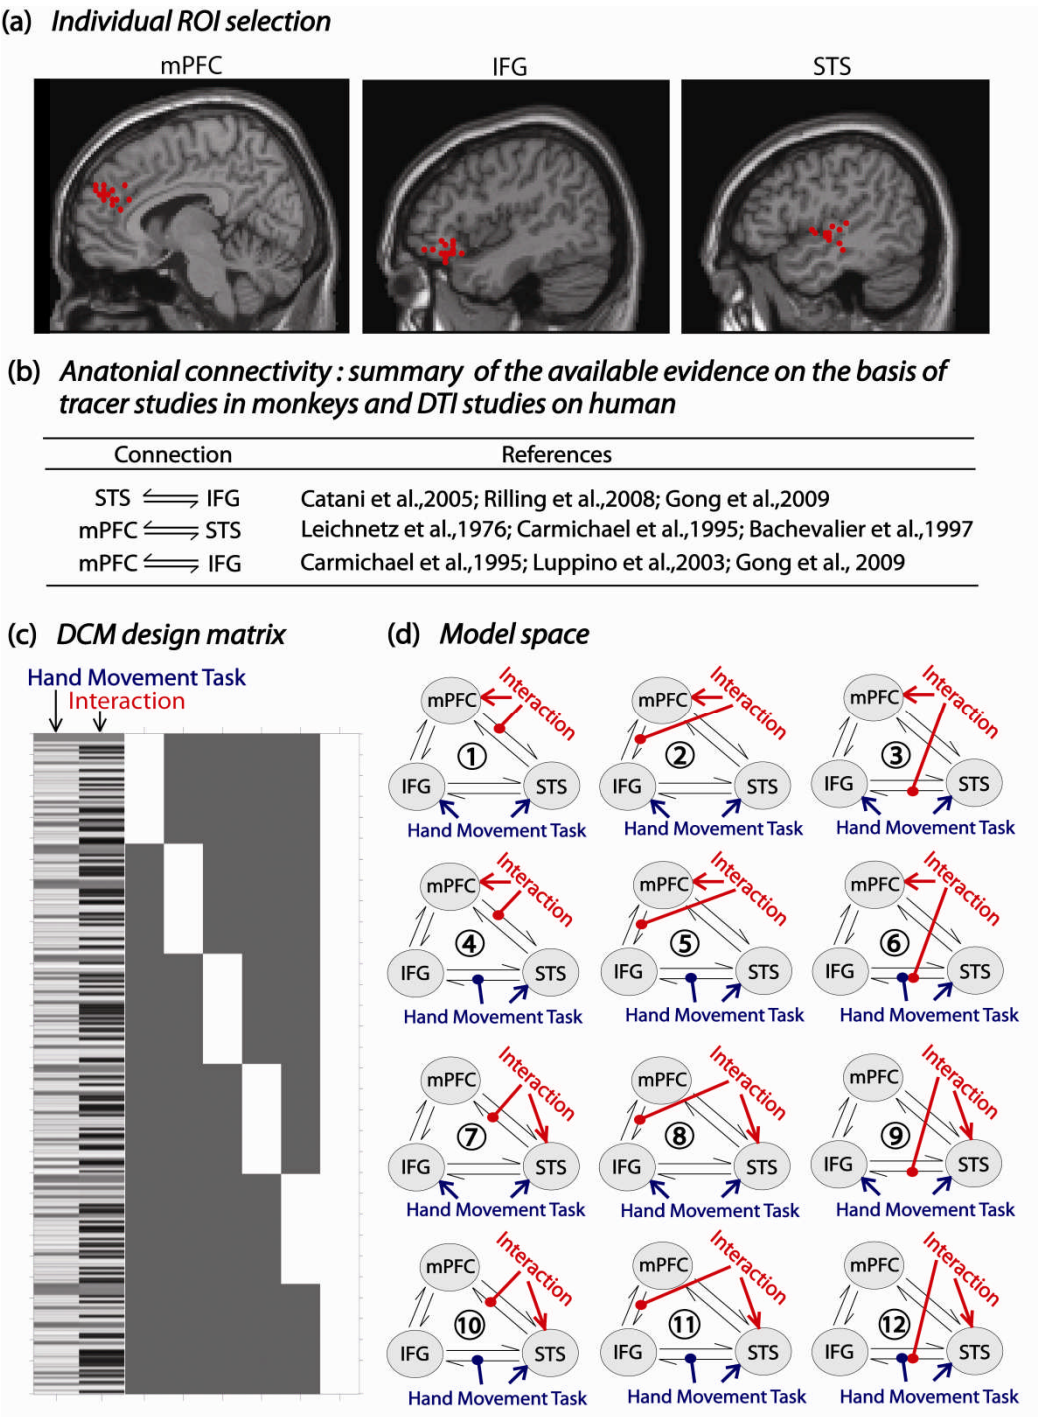 (a) Individual ROI selection
mPFC IFG STS
(b) Anatonial connectivity : summary of the available evidence on the basis of
tracer studies in monkeys and DTI studies on human
Connection References
STS IFG Catani et al.,2005; Rilling et al.,2008; Gong et al.,2009
mPFC STS Leichnetz et al.,1976; Carmichael et al.,1995; Bachevalier et al.,1997
mPFC IFG Carmichael et al.,1995; Luppino et al.,2003; Gong et al., 2009
(c) DCM design matrix
Hand Movement Task
Interaction
(d) Model space
mPFC Interaction
1
IFG STS
Hand Movement Task
mPFC Interaction
2
IFG STS
Hand Movement Task
mPFC Interaction
3
IFG STS
Hand Movement Task
mPFC Interaction
4
IFG STS
Hand Movement Task
mPFC Interaction
5
IFG STS
Hand Movement Task
mPFC Interaction
6
IFG STS
Hand Movement Task
mPFC Interaction
7
IFG STS
Hand Movement Task
mPFC Interaction
8
IFG STS
Hand Movement Task
mPFC Interaction
9
IFG STS
Hand Movement Task
mPFC Interaction
10
IFG STS
Hand Movement Task
mPFC Interaction
11
IFG STS
Hand Movement Task
mPFC Interaction
12
IFG STS
Hand Movement Task